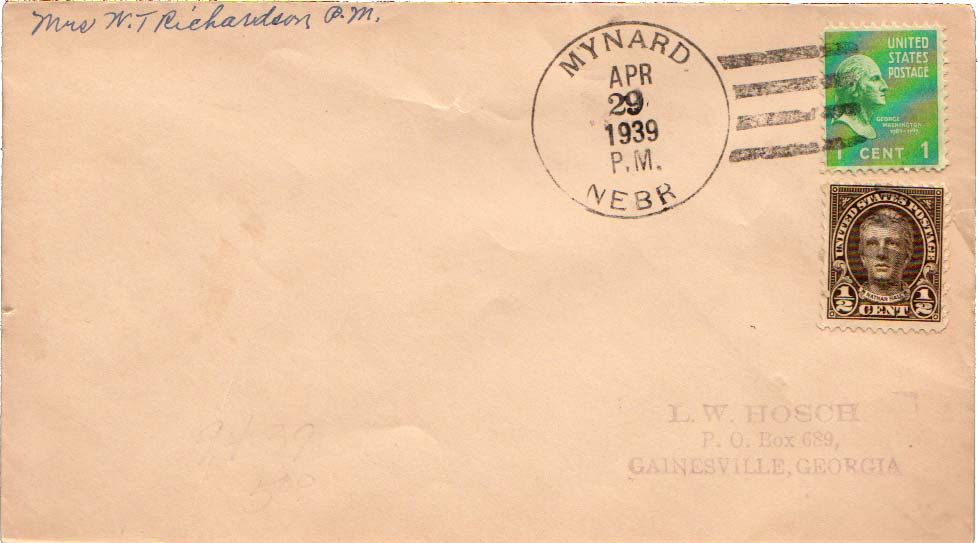 Mrs W. T Richardson P.M.
MYNARD
APR
29
1939
P.M.
NEBR
UNITED
STATES
POSTAGE
GEORGE
WASHINGTON
1 CENT 1
UNITED STATES POSTAGE
NATHAN HALE
1/2 CENT 1/2
L. W. HOSCH
P. O. Box 689,
GAINESVILLE, GEORGIA